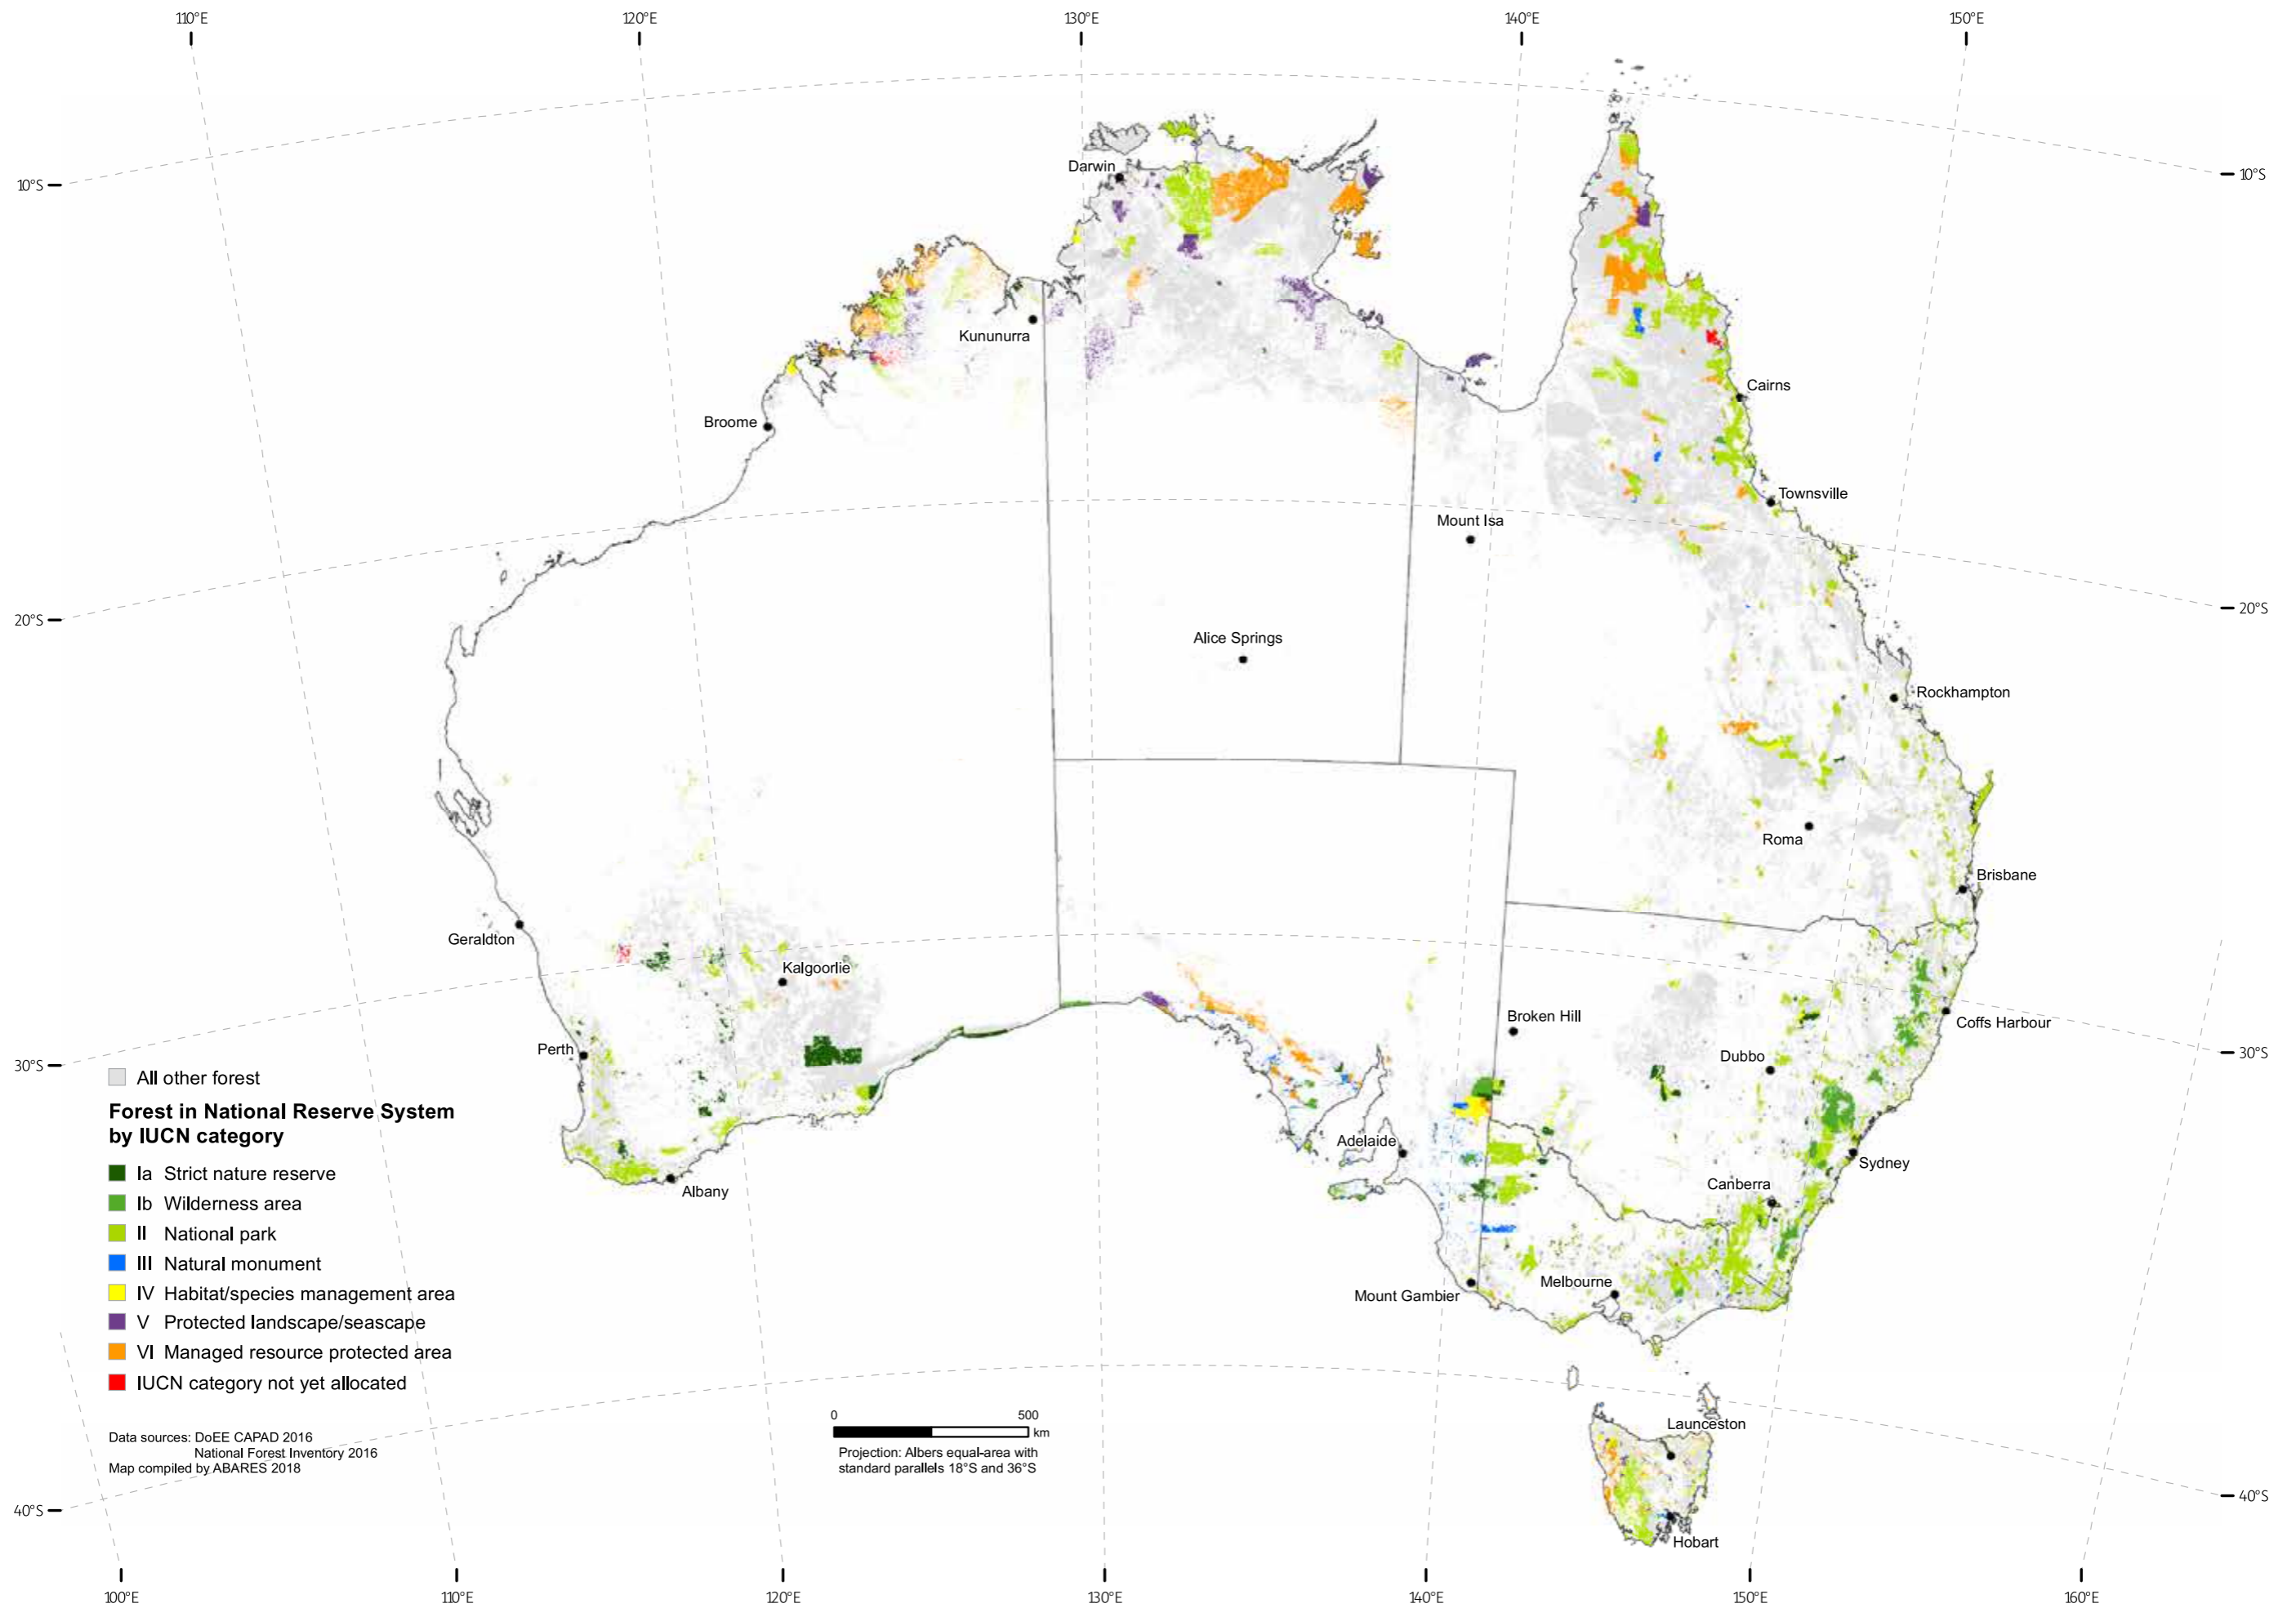 110°E
120°E
130°E
140°E
150°E
Darwin
10°S
10°S
Kununurra
Cairns
Broome
Townsville
Mount Isa
20°S
20°S
Alice Springs
Rockhampton
Roma
Brisbane
Geraldton
Kalgoorlie
Broken Hill
Coffs Harbour
Perth
Dubbo
30°S
30°S
All other forest
Forest in National Reserve System
by IUCN category
Adelaide
Sydney
Ia Strict nature reserve
Albany
Canberra
Ib Wilderness area
II National park
III Natural monument
Melbourne
IV Habitat/species management area
Mount Gambier
V Protected landscape/seascape
VI Managed resource protected area
IUCN category not yet allocated
0 500
km
Launceston
Data sources: DoEE CAPAD 2016
National Forest Inventory 2016
Map compiled by ABARES 2018
Projection: Albers equal-area with
standard parallels 18°S and 36°S
40°S
40°S
Hobart
100°E
110°E
120°E
130°E
140°E
150°E
160°E